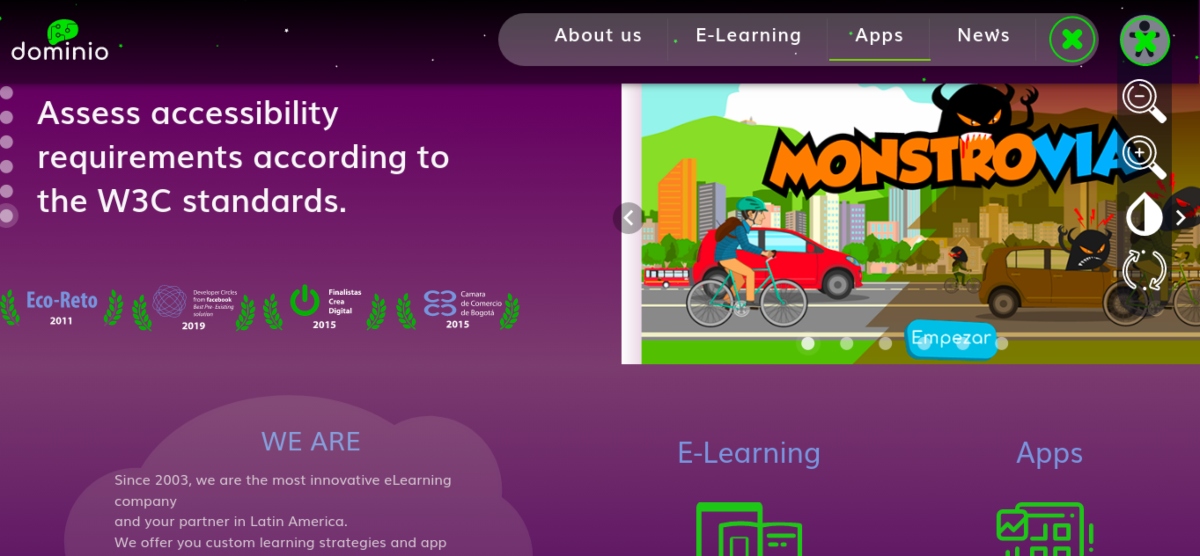 dominio
About us
E-Learning
Apps
News
Assess accessibility
requirements according to
the W3C standards.
Eco-Reto
2011
Developer Circles
from facebook
Best Pre-Existing
solution
2019
Finalistas
Crea
Digital
2015
Camara
de Comercio
de Bogotá
2015
MONSTROVIA
Empezar
WE ARE
Since 2003, we are the most innovative eLearning
company
and your partner in Latin America.
We offer you custom learning strategies and app
E-Learning
Apps